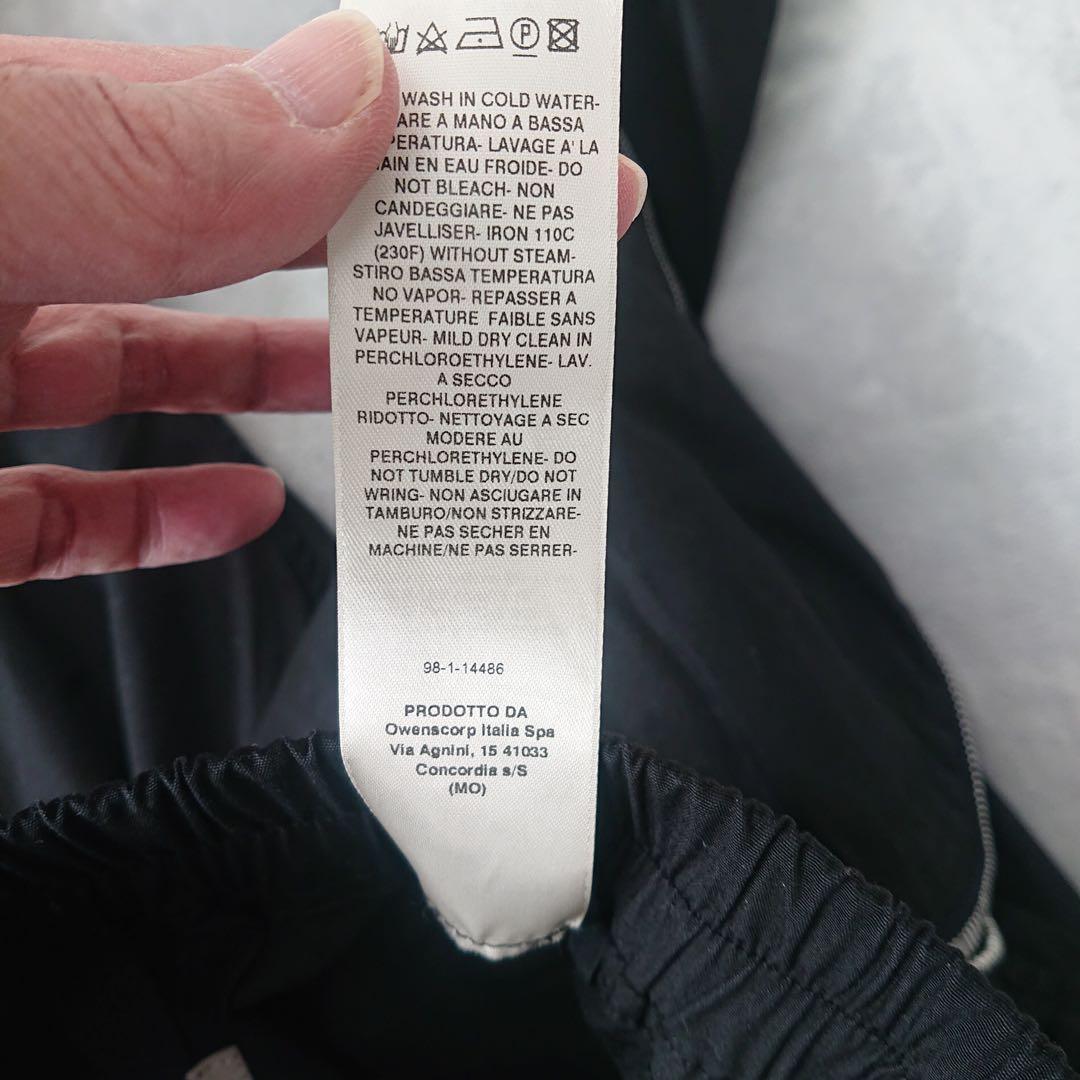 P
WASH IN COLD WATER-
ARE A MANO A BASSA
PERATURA- LAVAGE A' LA
AIN EN EAU FROIDE- DO
NOT BLEACH- NON
CANDEGGIARE- NE PAS
JAVELLISER- IRON 110C
(230F) WITHOUT STEAM-
STIRO BASSA TEMPERATURA
NO VAPOR- REPASSER A
TEMPERATURE FAIBLE SANS
VAPEUR- MILD DRY CLEAN IN
PERCHLOROETHYLENE- LAV.
A SECCO
PERCHLORETHYLENE
RIDOTTO- NETTOYAGE A SEC
MODERE AU
PERCHLORETHYLENE- DO
NOT TUMBLE DRY/DO NOT
WRING- NON ASCIUGARE IN
TAMBURO/NON STRIZZARE-
NE PAS SECHER EN
MACHINE/NE PAS SERRER-
98-1-14486
PRODOTTO DA
Owenscorp Italia Spa
Via Agnini, 15 41033
Concordia s/S
(MO)